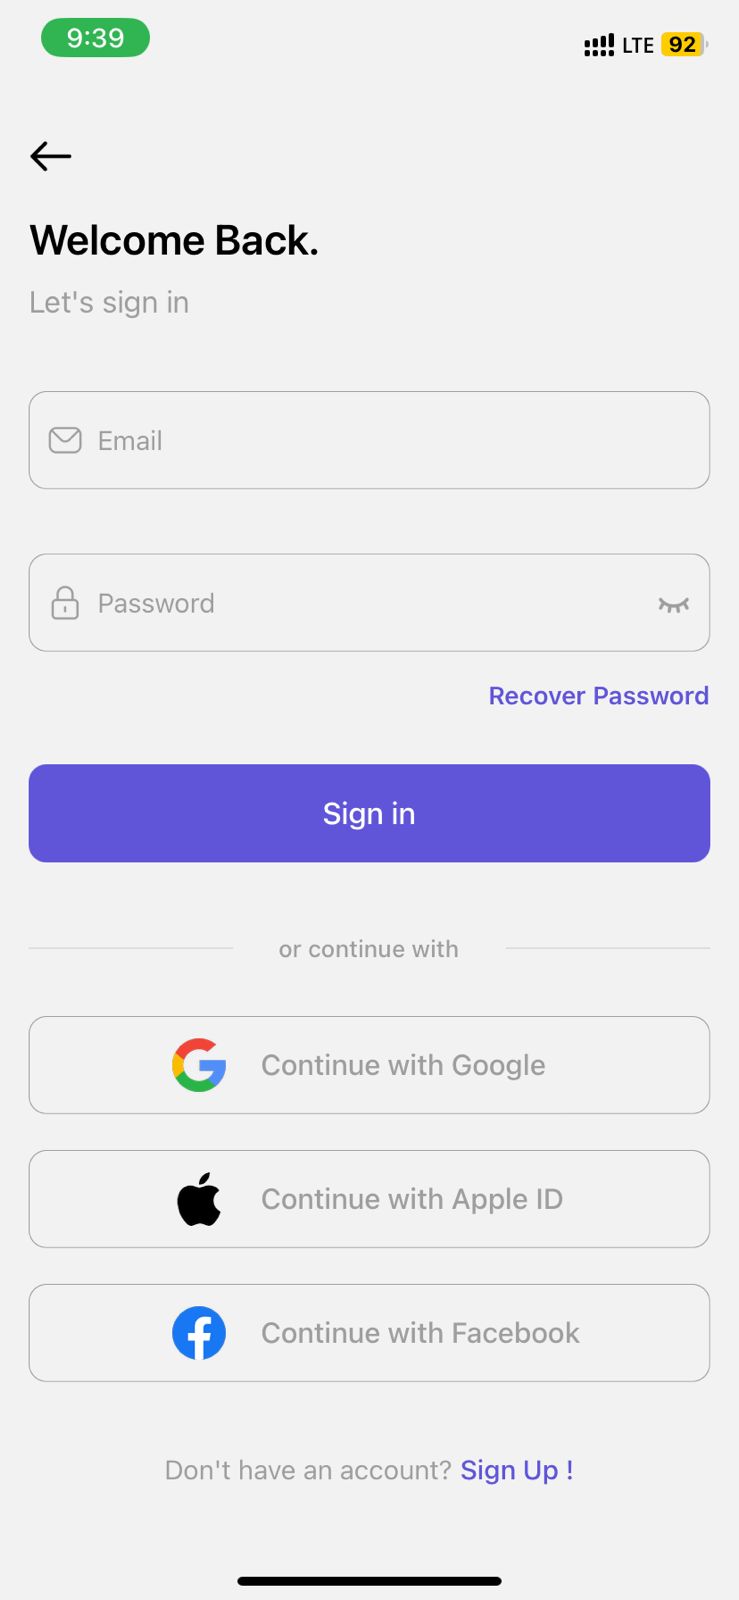 9:39
LTE 92
Welcome Back.
Let's sign in
Email
Password
Recover Password
Sign in
or continue with
Continue with Google
Continue with Apple ID
Continue with Facebook
Don't have an account? Sign Up !